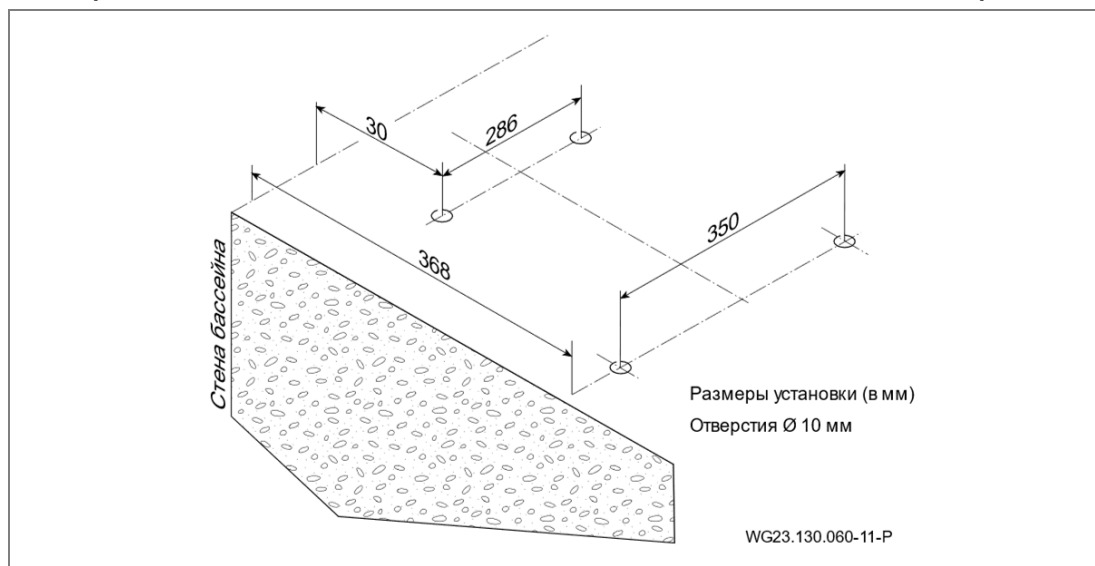 30
286
350
368
Стена бассейна
Размеры установки (в мм)
Отверстия Ø 10 мм
WG23.130.060-11-P